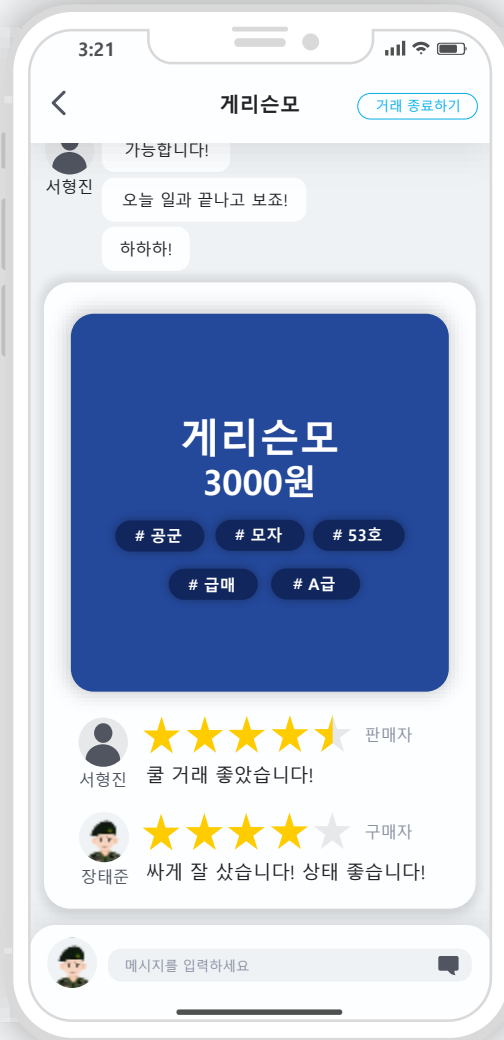 3:21
게리슨모
거래 종료하기
가능합니다!
서형진
오늘 일과 끝나고 보죠!
하하하!
게리슨모
3000원
# 공군 # 모자 # 53호
# 급매 # A급
판매자
서형진
쿨 거래 좋았습니다!
구매자
장태준
싸게 잘 샀습니다! 상태 좋습니다!
메시지를 입력하세요